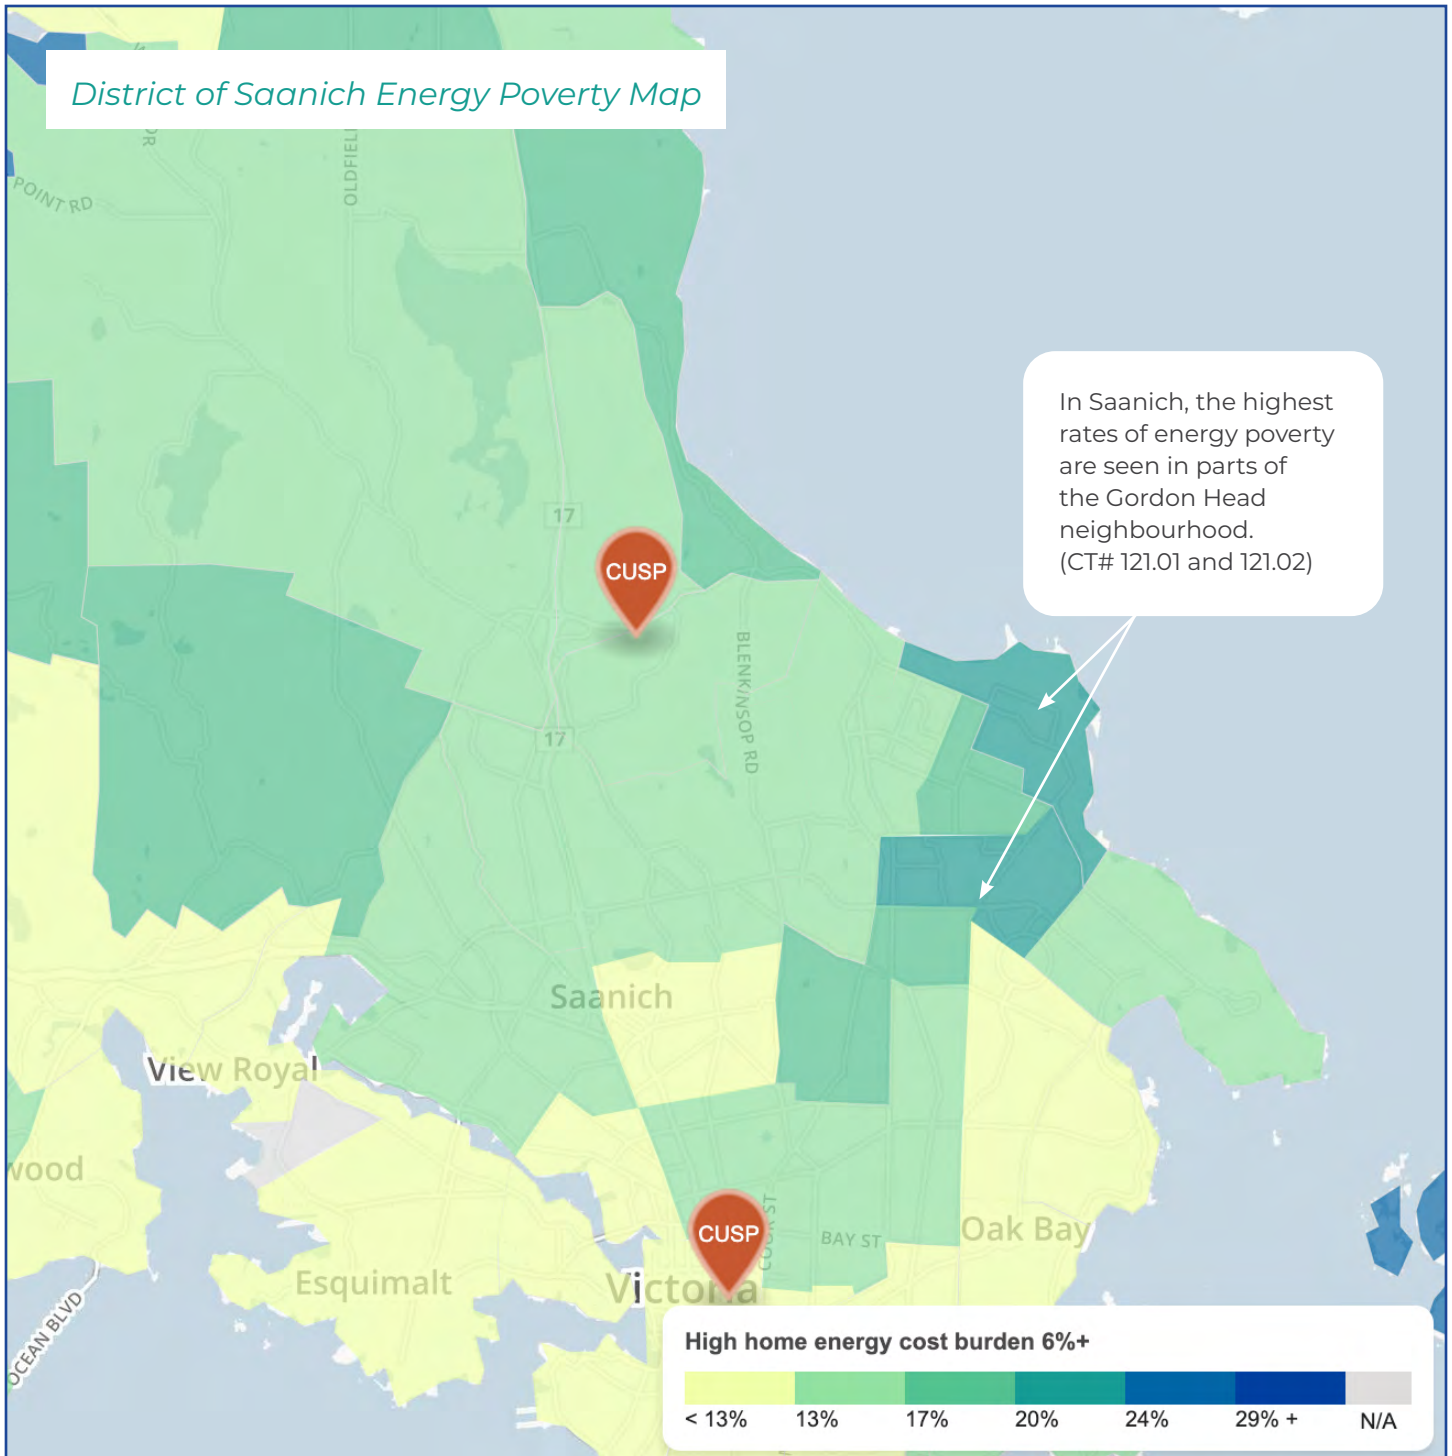 District of Saanich Energy Poverty Map
POINT RD
OLDFIEL
17
CUSP
In Saanich, the highest
rates of energy poverty
are seen in parts of
the Gordon Head
neighbourhood.
(CT# 121.01 and 121.02)
BLENKINSOP RD
17
Saanich
View Royal
wood
CUSP
BAY ST
Oak Bay
Esquimalt
Victoria
OCEAN BLVD
High home energy cost burden 6%+
< 13%
13%
17%
20%
24%
29% +
N/A